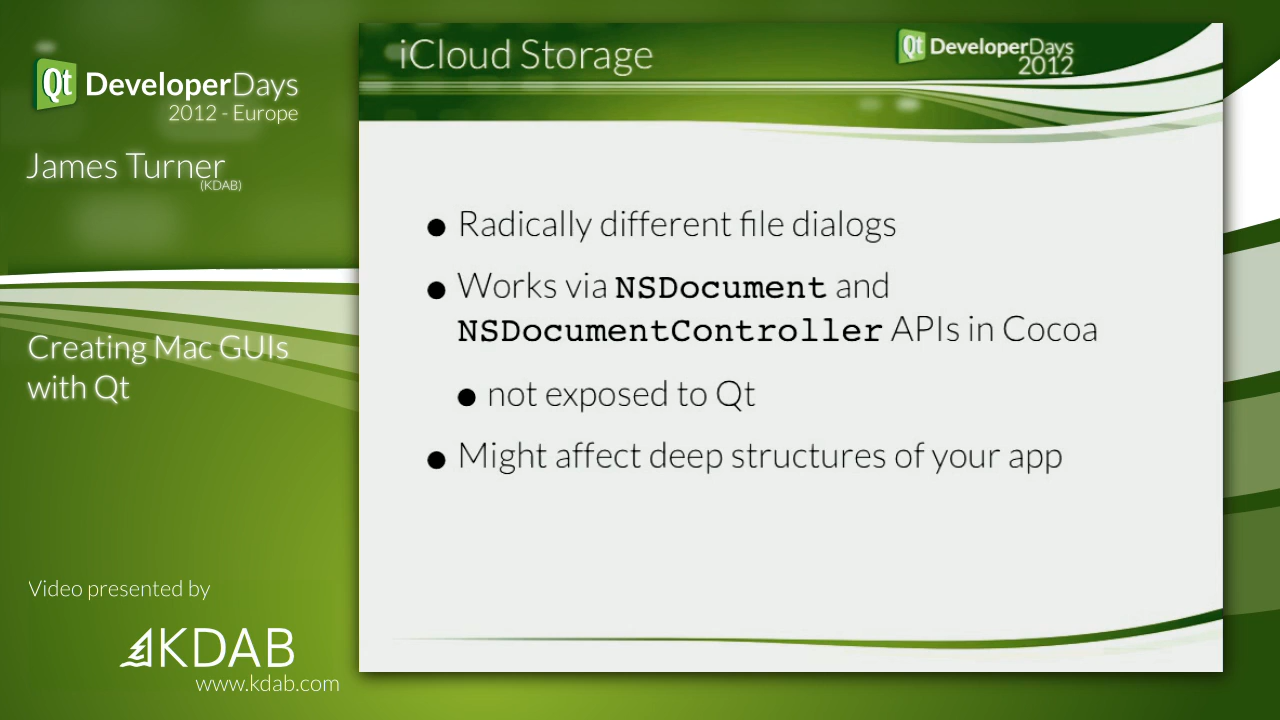 Qt DeveloperDays
2012 - Europe
James Turner
(KDAB)
Creating Mac GUIs
with Qt
Video presented by
KDAB
www.kdab.com
iCloud Storage
Qt DeveloperDays
2012
● Radically different file dialogs
● Works via NSDocument and
NSDocumentController APIs in Cocoa
● not exposed to Qt
● Might affect deep structures of your app